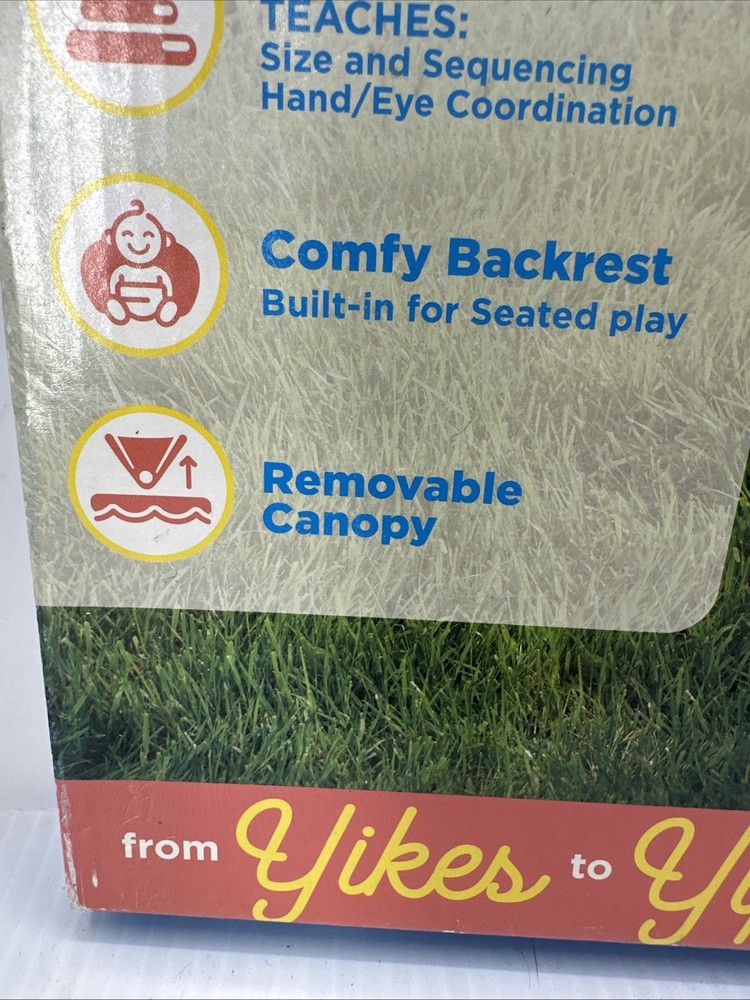 TEACHES:
Size and Sequencing
Hand/Eye Coordination
Comfy Backrest
Built-in for Seated play
Removable
Canopy
from Yikes to